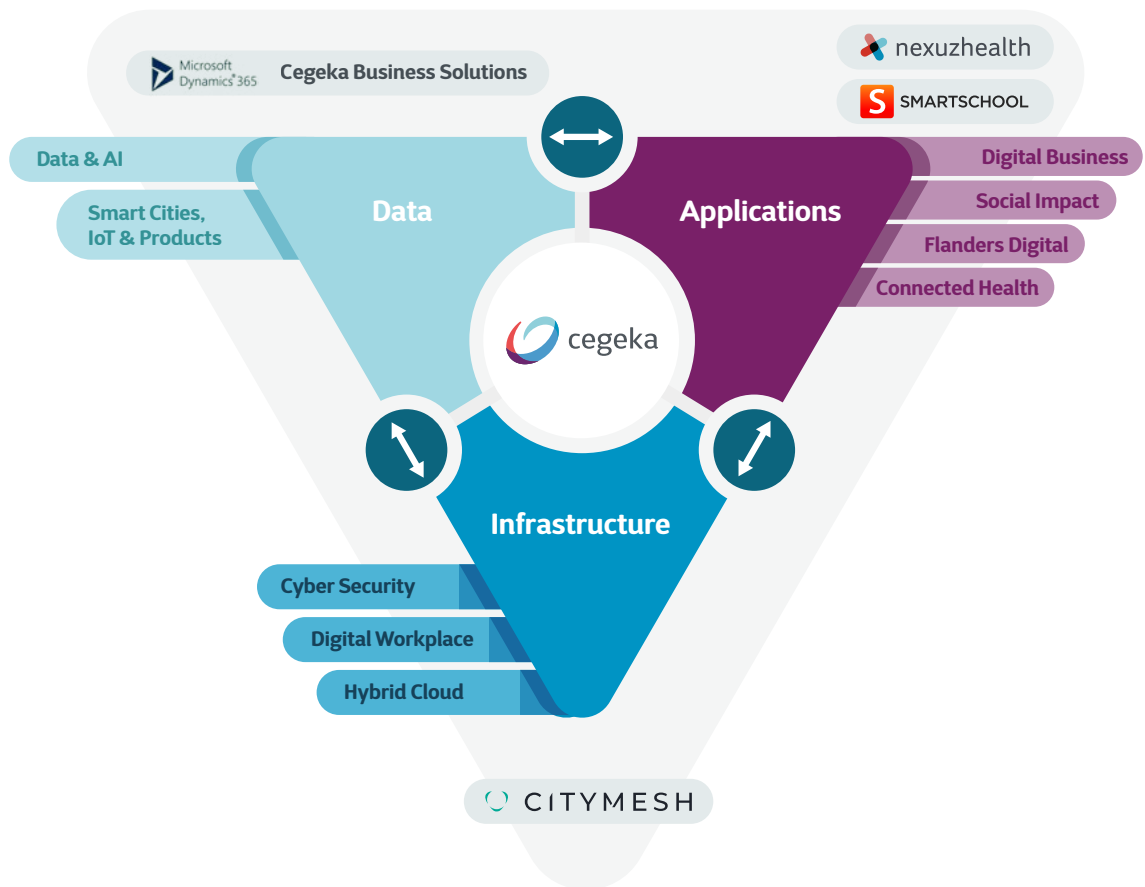 Microsoft
Dynamics® 365
Cegeka Business Solutions
nexuzhealth
S SMARTSCHOOL
Data & AI
Smart Cities,
IoT & Products
Data
Applications
Digital Business
Social Impact
Flanders Digital
Connected Health
cegeka
Infrastructure
Cyber Security
Digital Workplace
Hybrid Cloud
CITYMESH